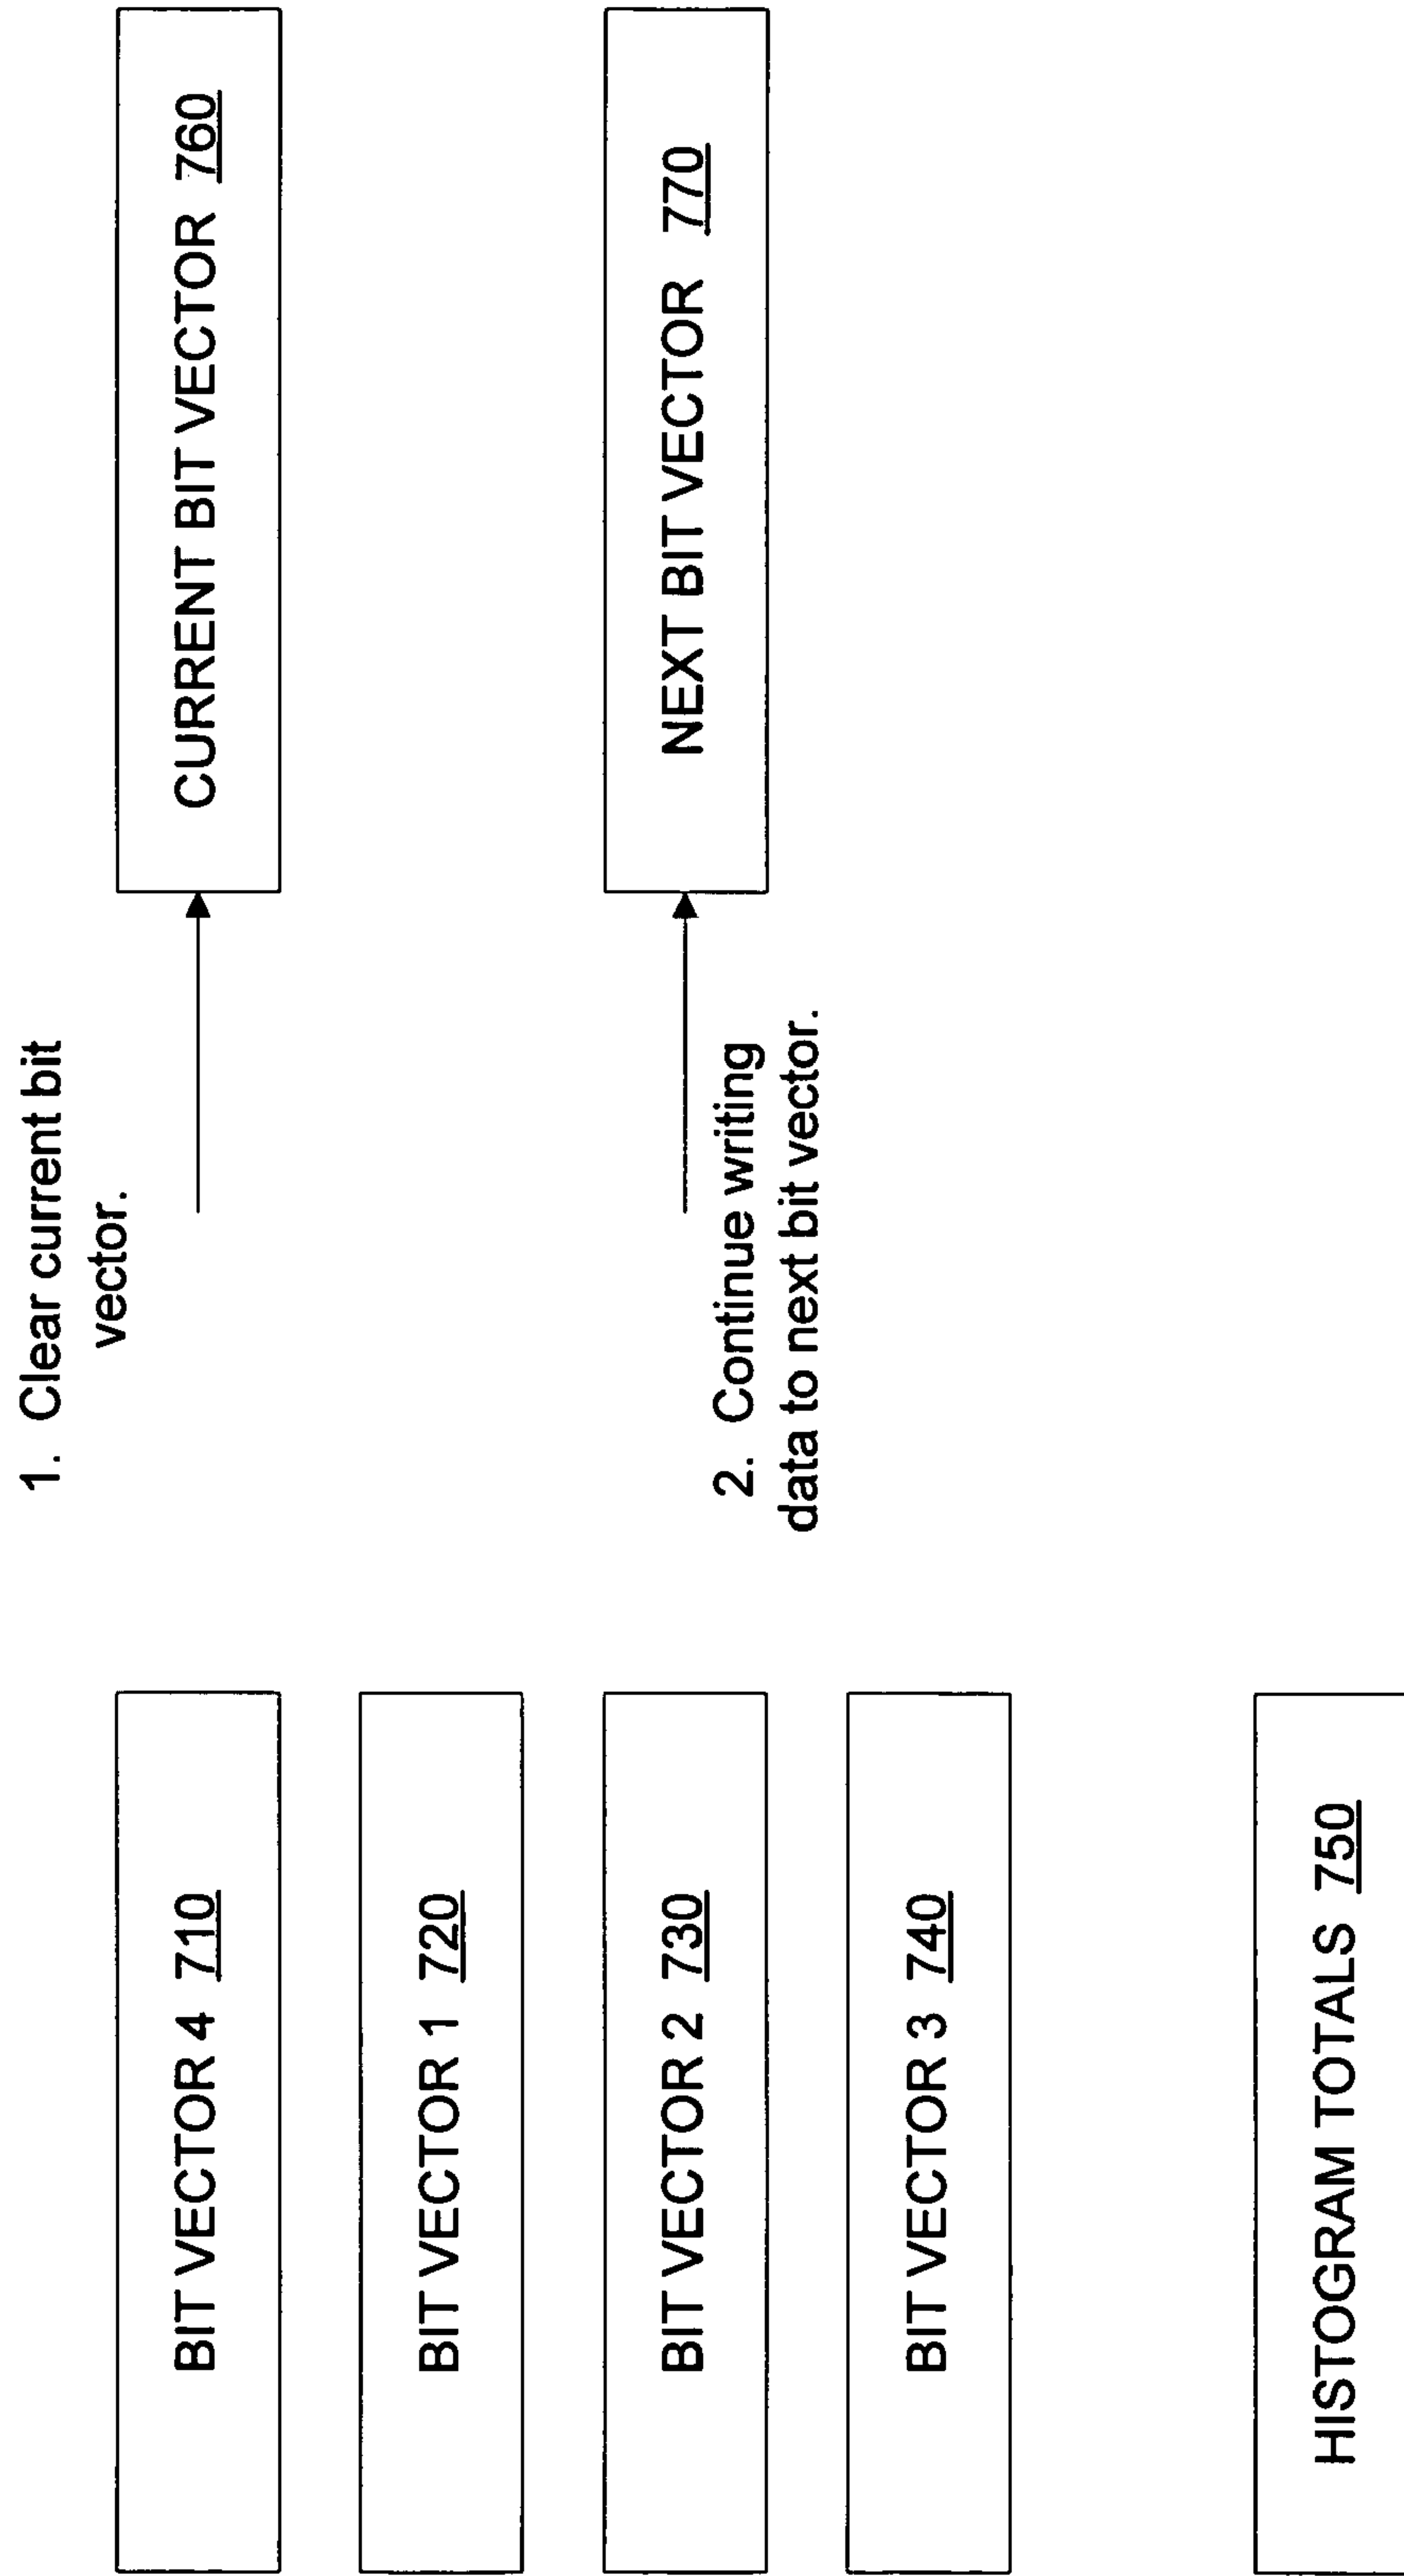 1. Clear current bit
vector.
BIT VECTOR 4 710
CURRENT BIT VECTOR 760
BIT VECTOR 1 720
BIT VECTOR 2 730
NEXT BIT VECTOR 770
2. Continue writing
data to next bit vector.
BIT VECTOR 3 740
HISTOGRAM TOTALS 750